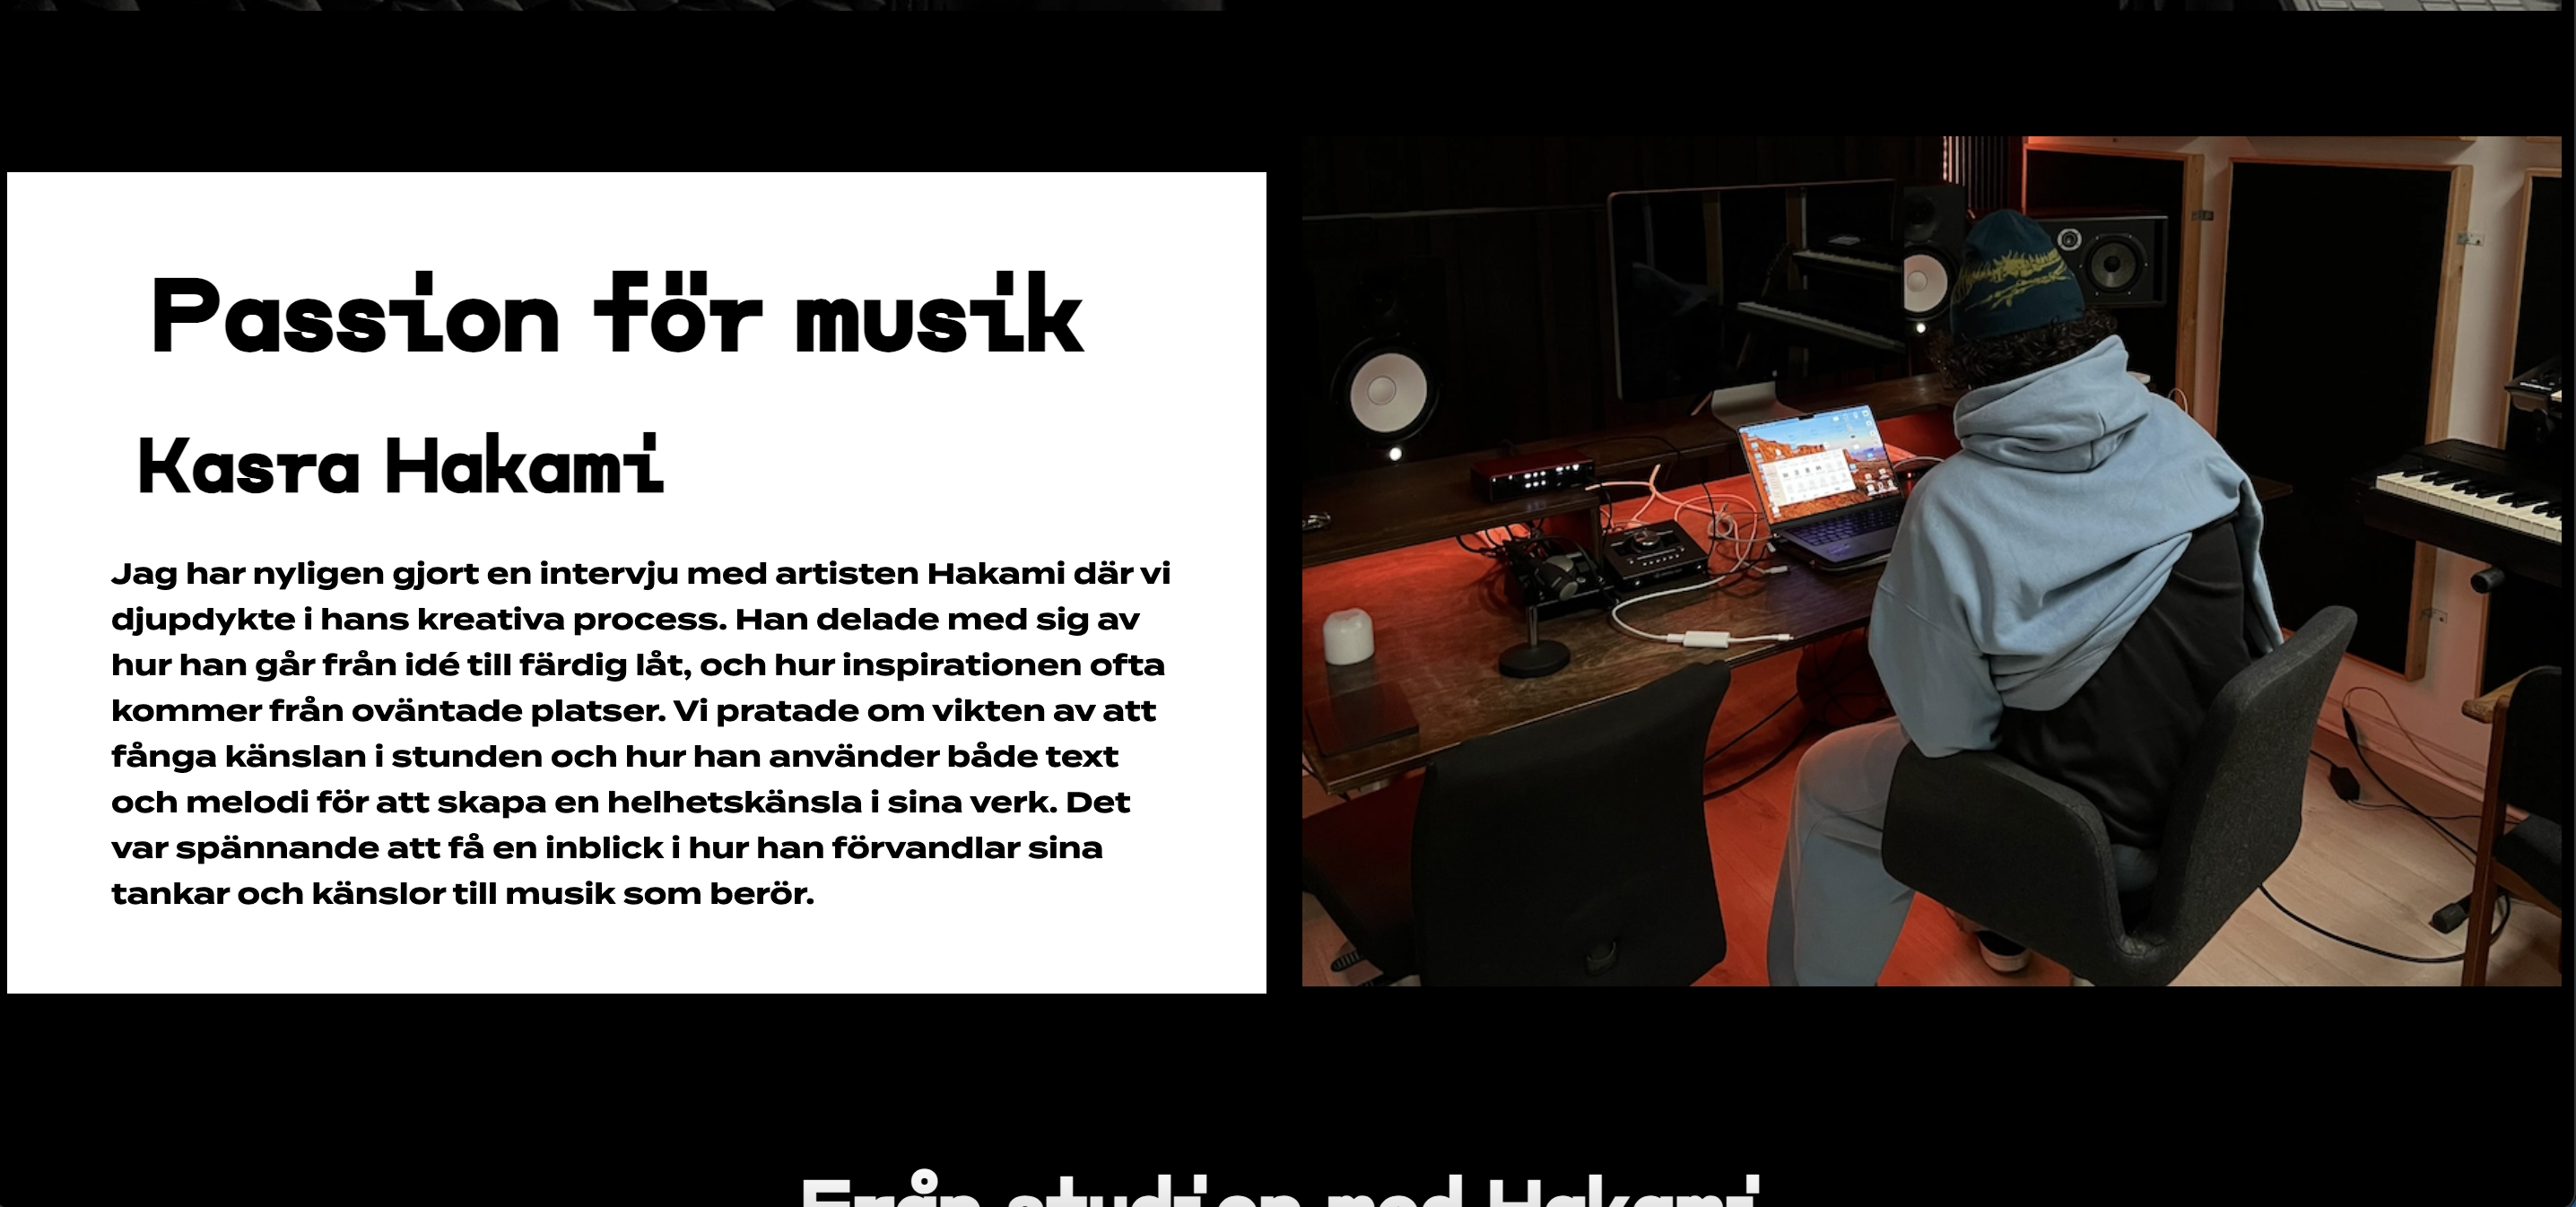 Passion för musik
Kasra Hakami
Jag har nyligen gjort en intervju med artisten Hakami där vi
djupdykte i hans kreativa process. Han delade med sig av
hur han går från idé till färdig låt, och hur inspirationen ofta
kommer från oväntade platser. Vi pratade om vikten av att
fånga känslan i stunden och hur han använder både text
och melodi för att skapa en helhetskänsla i sina verk. Det
var spännande att få en inblick i hur han förvandlar sina
tankar och känslor till musik som berör.
Från studion med Hakami